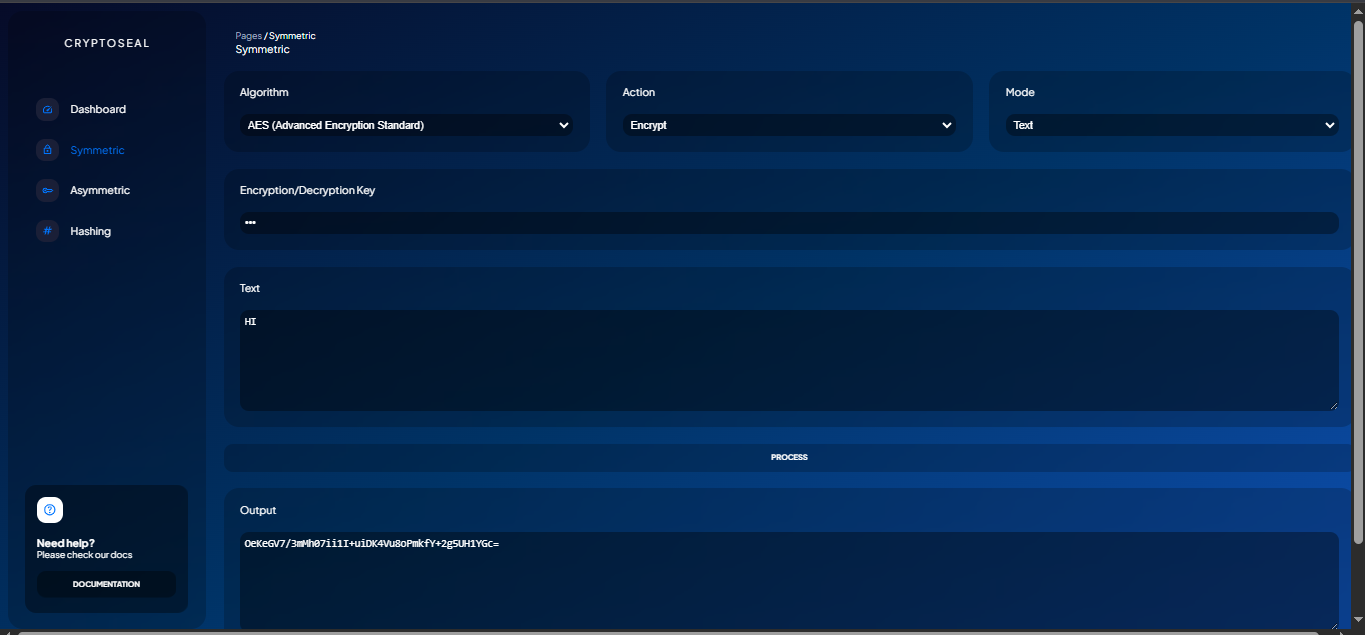 CRYPTOSEAL
Dashboard
Symmetric
Asymmetric
Hashing
Need help?
Please check our docs
DOCUMENTATION
Pages / Symmetric
Symmetric
Algorithm
AES (Advanced Encryption Standard)
Action
Encrypt
Mode
Text
Encryption/Decryption Key
•••
Text
HI
PROCESS
Output
OeKeGV7/3mMh07ii1I+uiDK4Vu8oPmkfY+2g5UH1YGc=